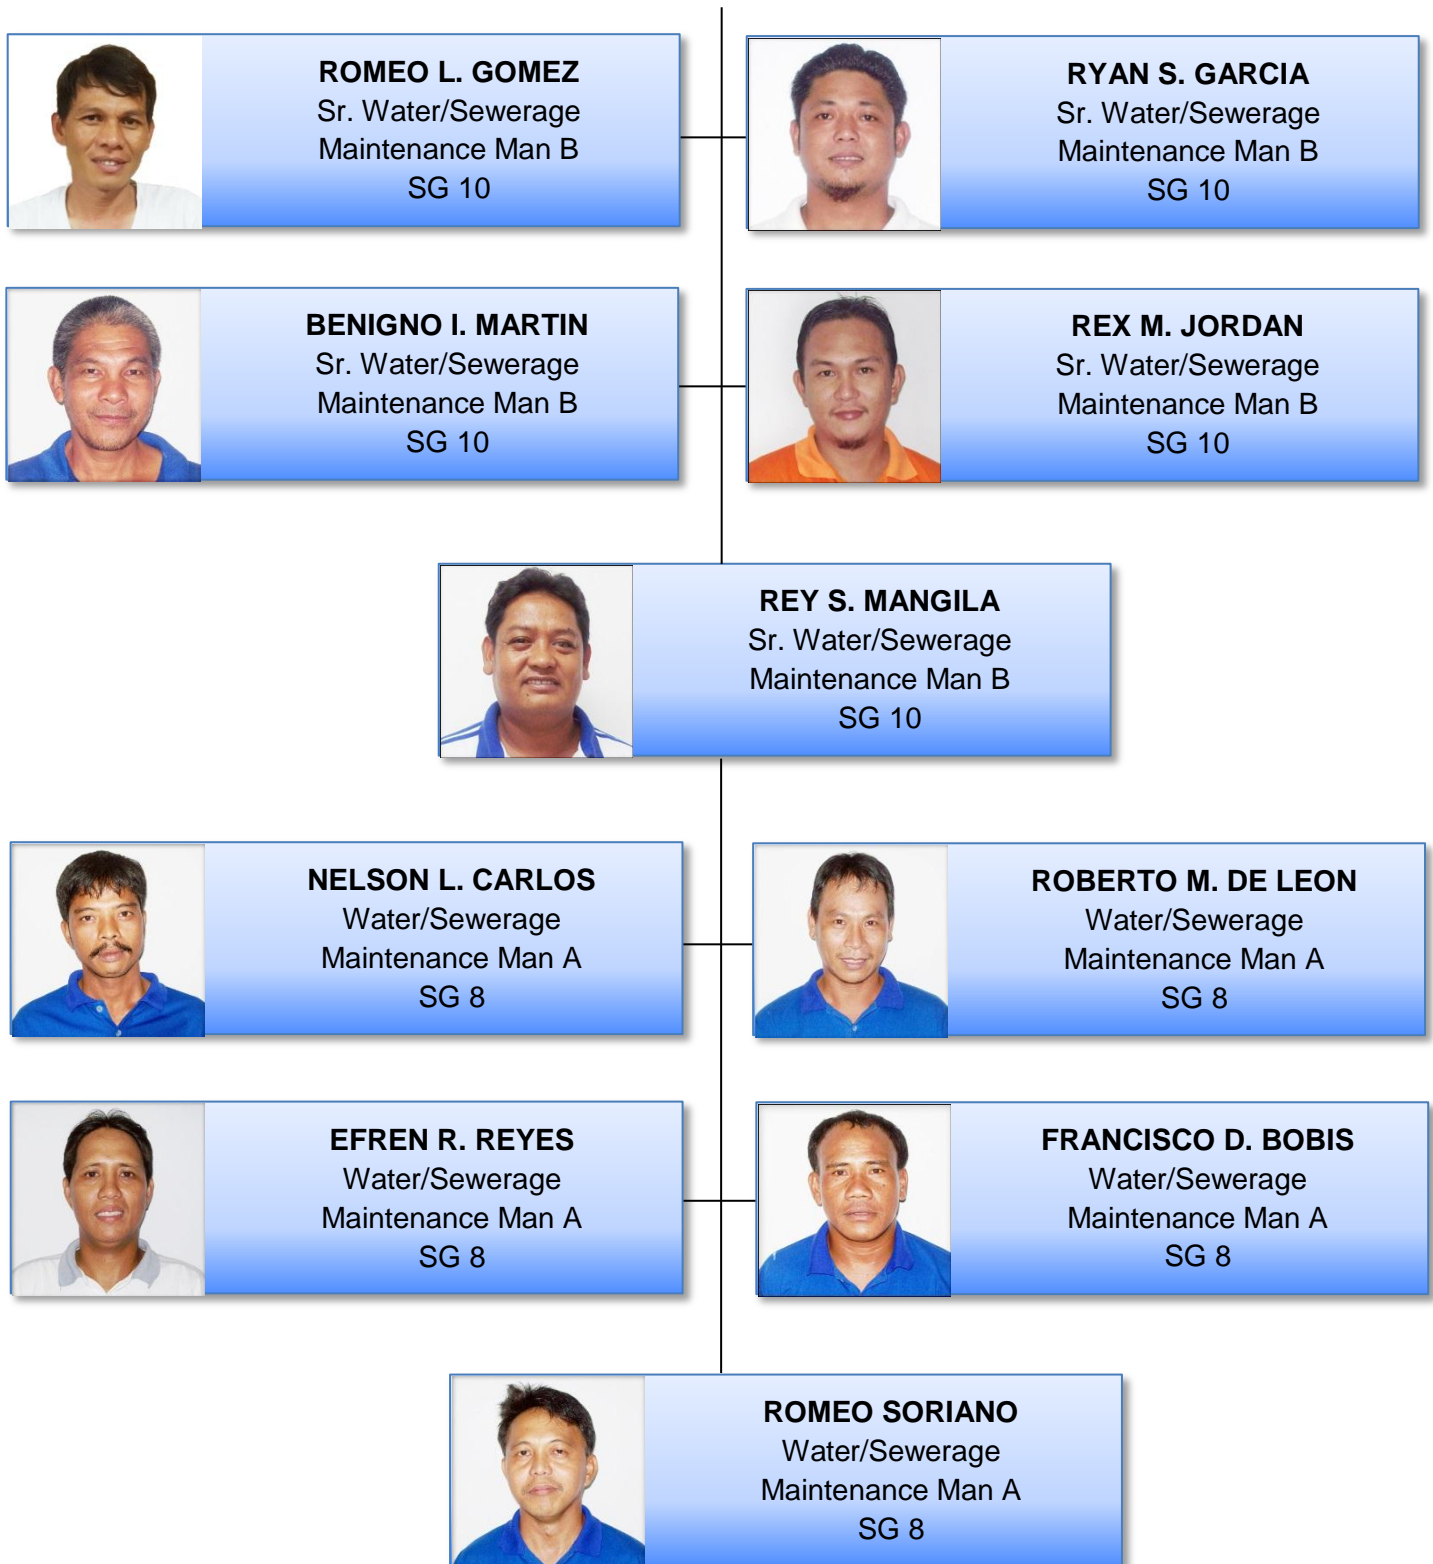 ROMEO L. GOMEZ
Sr. Water/Sewerage
Maintenance Man B
SG 10
RYAN S. GARCIA
Sr. Water/Sewerage
Maintenance Man B
SG 10
BENIGNO I. MARTIN
Sr. Water/Sewerage
Maintenance Man B
SG 10
REX M. JORDAN
Sr. Water/Sewerage
Maintenance Man B
SG 10
REY S. MANGILA
Sr. Water/Sewerage
Maintenance Man B
SG 10
NELSON L. CARLOS
Water/Sewerage
Maintenance Man A
SG 8
ROBERTO M. DE LEON
Water/Sewerage
Maintenance Man A
SG 8
EFREN R. REYES
Water/Sewerage
Maintenance Man A
SG 8
FRANCISCO D. BOBIS
Water/Sewerage
Maintenance Man A
SG 8
ROMEO SORIANO
Water/Sewerage
Maintenance Man A
SG 8